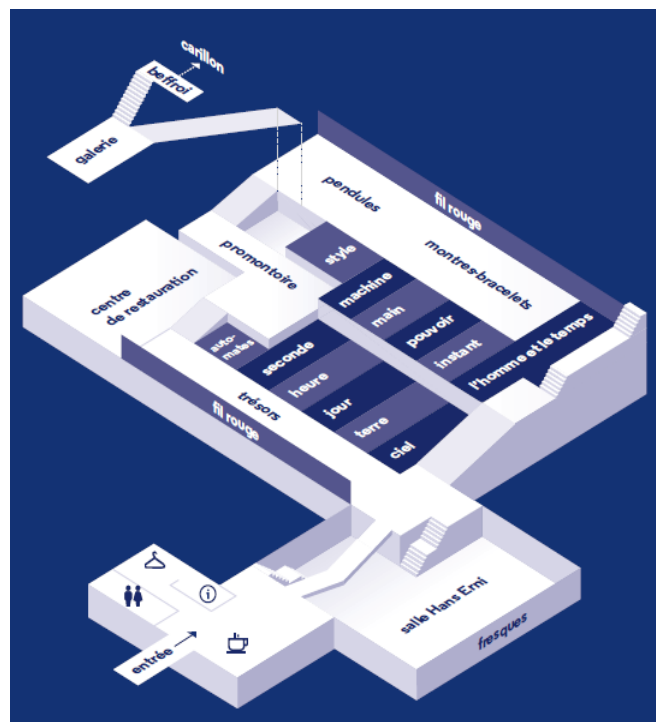 carillon
beffroi
galerie
fil rouge
pendules
montres-bracelets
promontoire
style
machine
main
pouvoir
instant
l'homme et le temps
centre
de restauration
auto-
mates
seconde
heure
jour
terre
ciel
trésors
fil rouge
salle Hans Erni
fresques
i
entrée